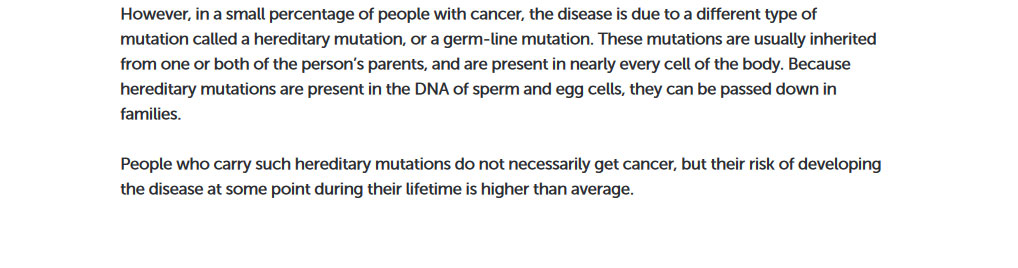 However, in a small percentage of people with cancer, the disease is due to a different type of
mutation called a hereditary mutation, or a germ-line mutation. These mutations are usually inherited
from one or both of the person's parents, and are present in nearly every cell of the body. Because
hereditary mutations are present in the DNA of sperm and egg cells, they can be passed down in
families.
People who carry such hereditary mutations do not necessarily get cancer, but their risk of developing
the disease at some point during their lifetime is higher than average.